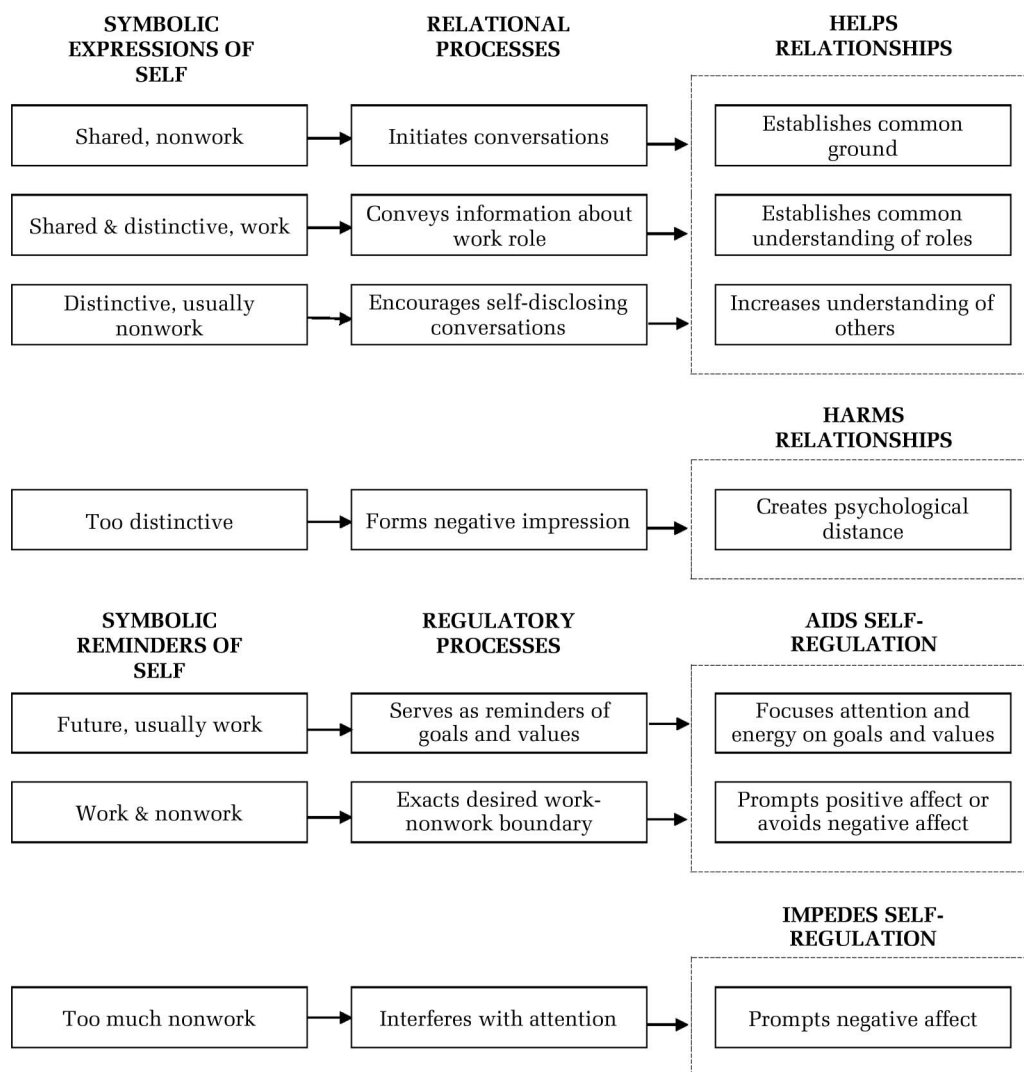 SYMBOLIC
EXPRESSIONS OF
SELF
RELATIONAL
PROCESSES
HELPS
RELATIONSHIPS
Shared, nonwork
Initiates conversations
Establishes common
ground
Shared & distinctive, work
Conveys information about
work role
Establishes common
understanding of roles
Distinctive, usually
nonwork
Encourages self-disclosing
conversations
Increases understanding of
others
HARMS
RELATIONSHIPS
Too distinctive
Forms negative impression
Creates psychological
distance
SYMBOLIC
REMINDERS OF
SELF
REGULATORY
PROCESSES
AIDS SELF-
REGULATION
Future, usually work
Serves as reminders of
goals and values
Focuses attention and
energy on goals and values
Work & nonwork
Exacts desired work-
nonwork boundary
Prompts positive affect or
avoids negative affect
IMPEDES SELF-
REGULATION
Too much nonwork
Interferes with attention
Prompts negative affect